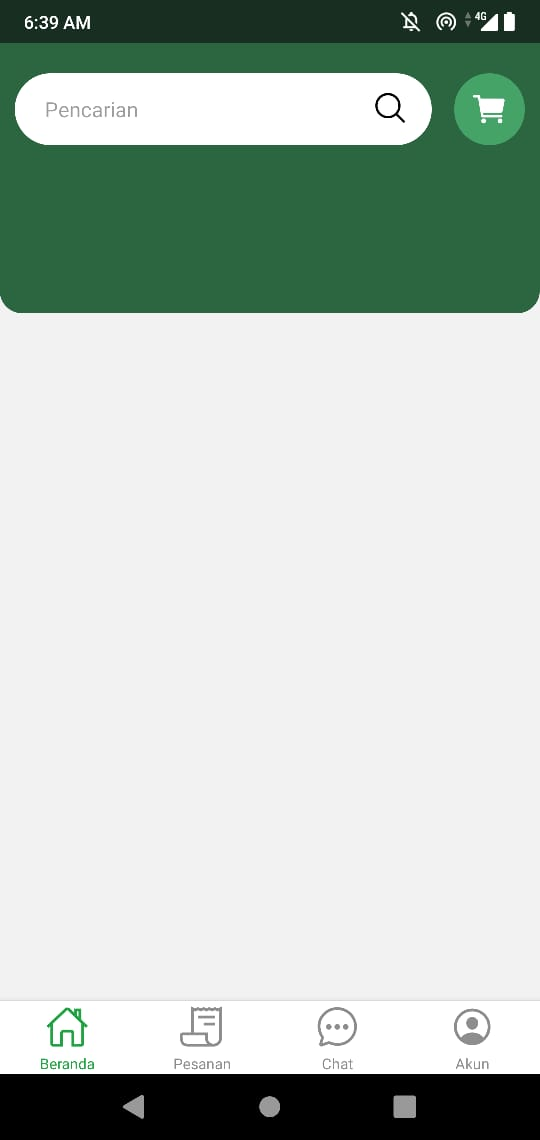 6:39 AM
4G
Pencarian
Beranda
Pesanan
Chat
Akun